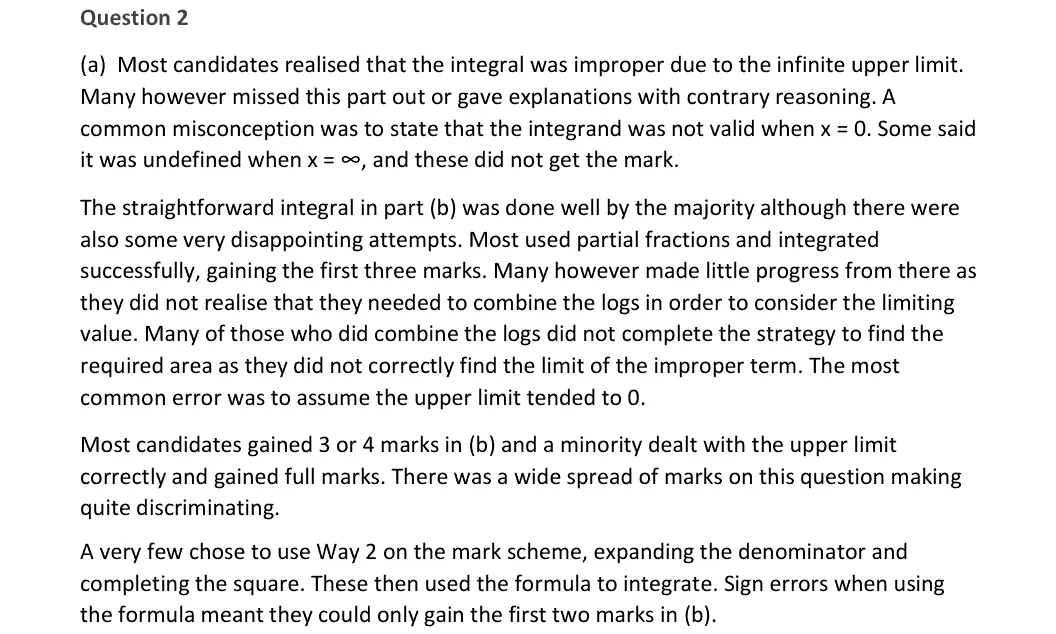 Question 2
(a) Most candidates realised that the integral was improper due to the infinite upper limit.
Many however missed this part out or gave explanations with contrary reasoning. A
common misconception was to state that the integrand was not valid when x = 0. Some said
it was undefined when x = ∞, and these did not get the mark.
The straightforward integral in part (b) was done well by the majority although there were
also some very disappointing attempts. Most used partial fractions and integrated
successfully, gaining the first three marks. Many however made little progress from there as
they did not realise that they needed to combine the logs in order to consider the limiting
value. Many of those who did combine the logs did not complete the strategy to find the
required area as they did not correctly find the limit of the improper term. The most
common error was to assume the upper limit tended to 0.
Most candidates gained 3 or 4 marks in (b) and a minority dealt with the upper limit
correctly and gained full marks. There was a wide spread of marks on this question making
quite discriminating.
A very few chose to use Way 2 on the mark scheme, expanding the denominator and
completing the square. These then used the formula to integrate. Sign errors when using
the formula meant they could only gain the first two marks in (b).